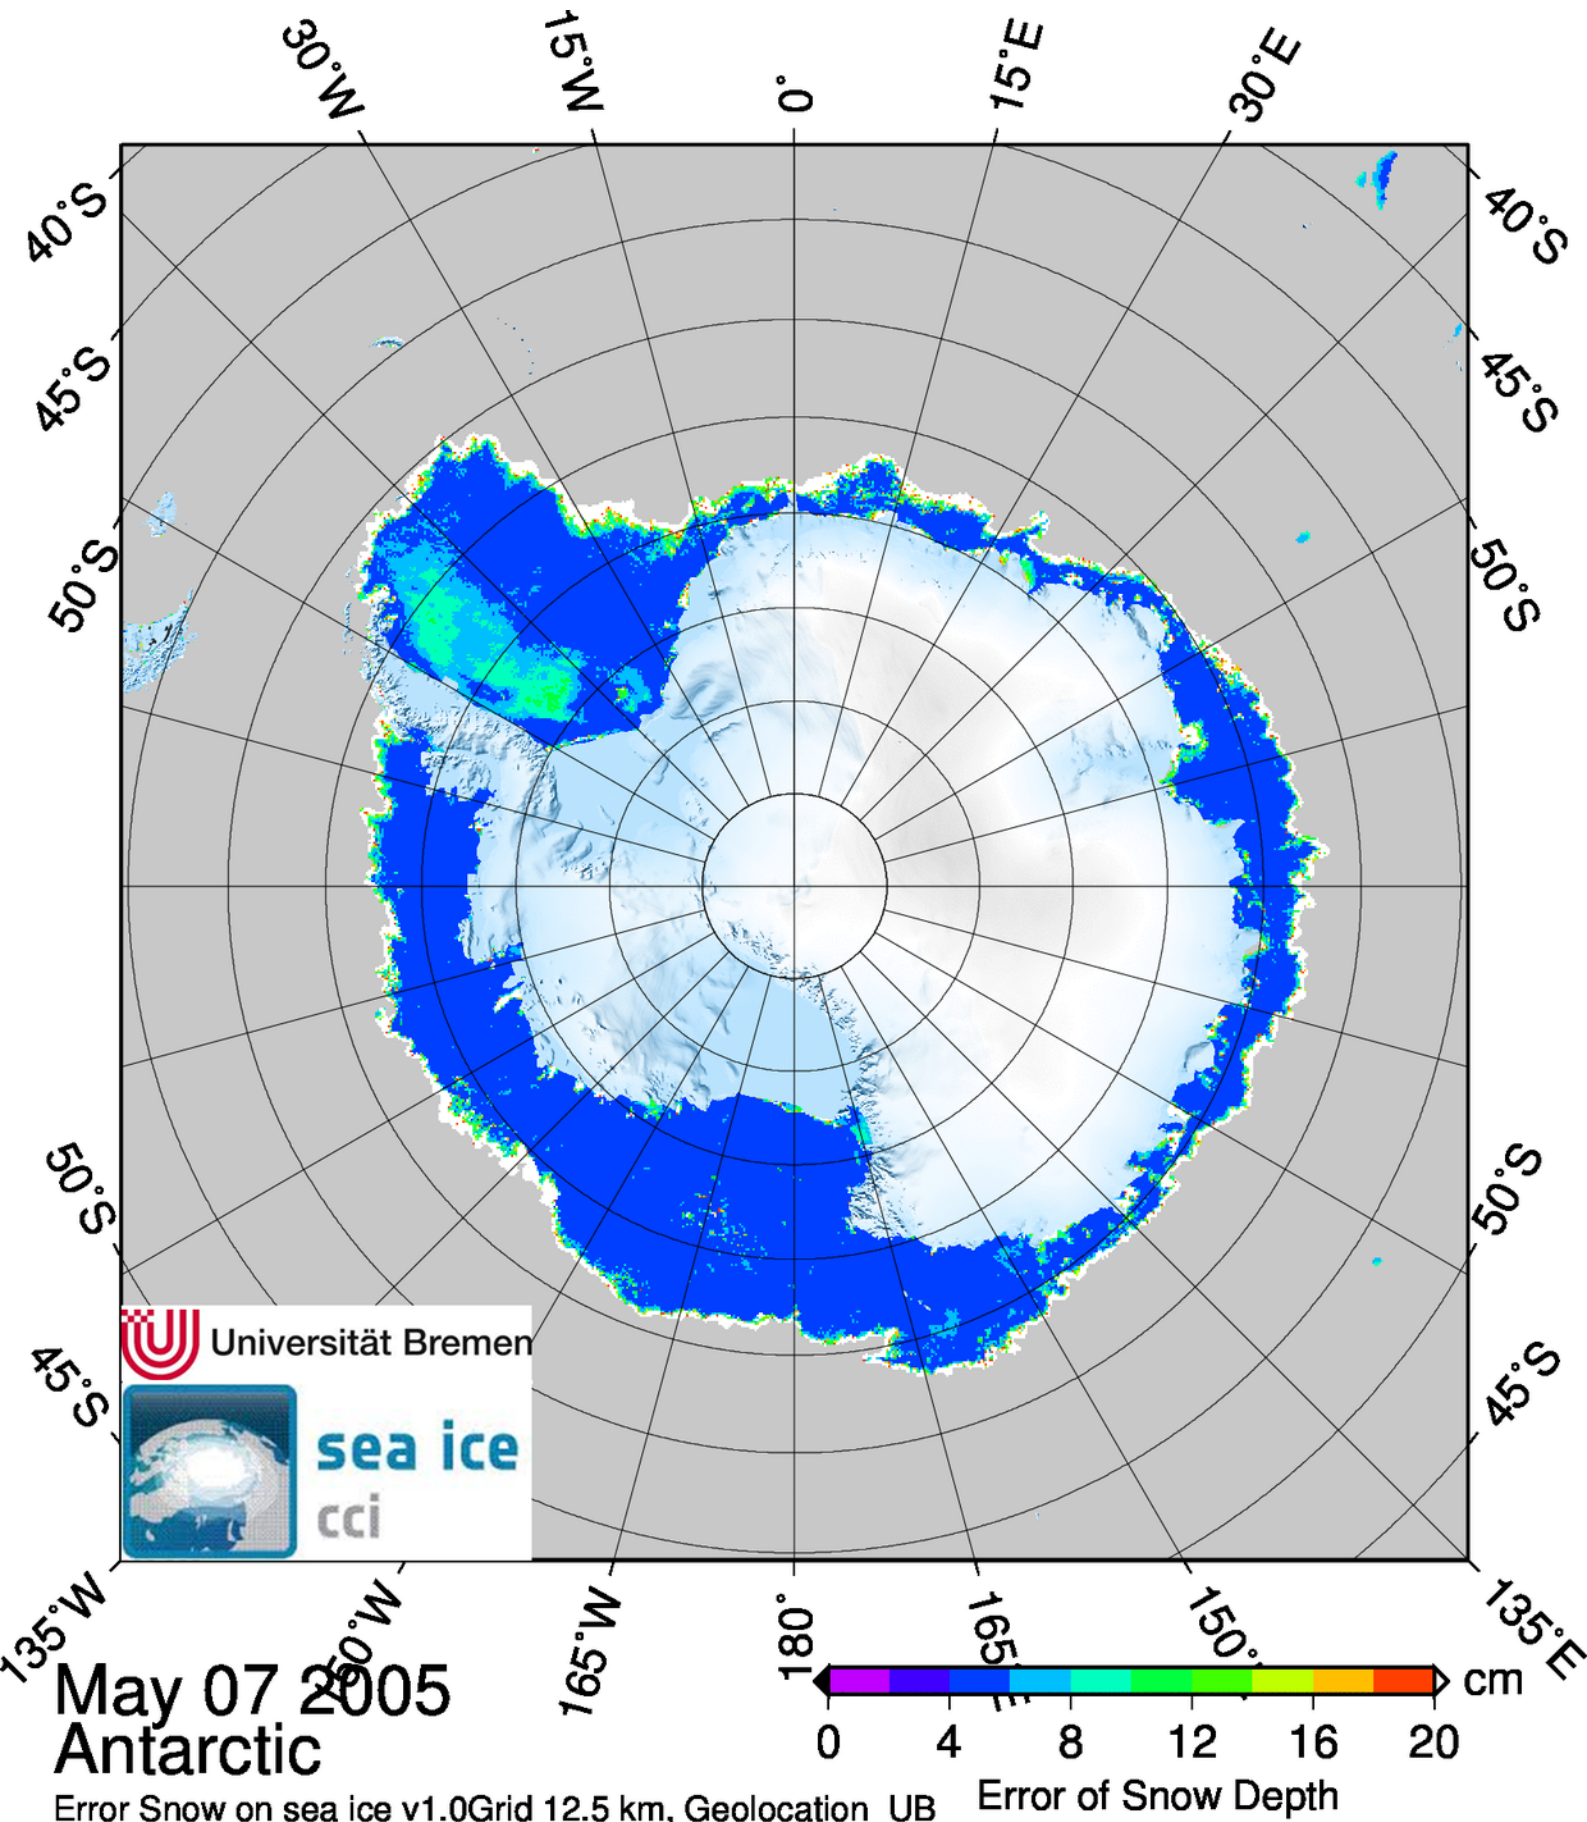 30°W 15°W 0° 15°E 30°E
40°S 40°S
45°S 45°S
50°S 50°S
50°S 50°S
45°S 45°S
Universität Bremen
sea ice
cci
135°W 165°W 180° 165° 150° 135°E
May 07 2005
Antarctic
Error Snow on sea ice v1.0Grid 12.5 km, Geolocation UB
cm
0 4 8 12 16 20
Error of Snow Depth